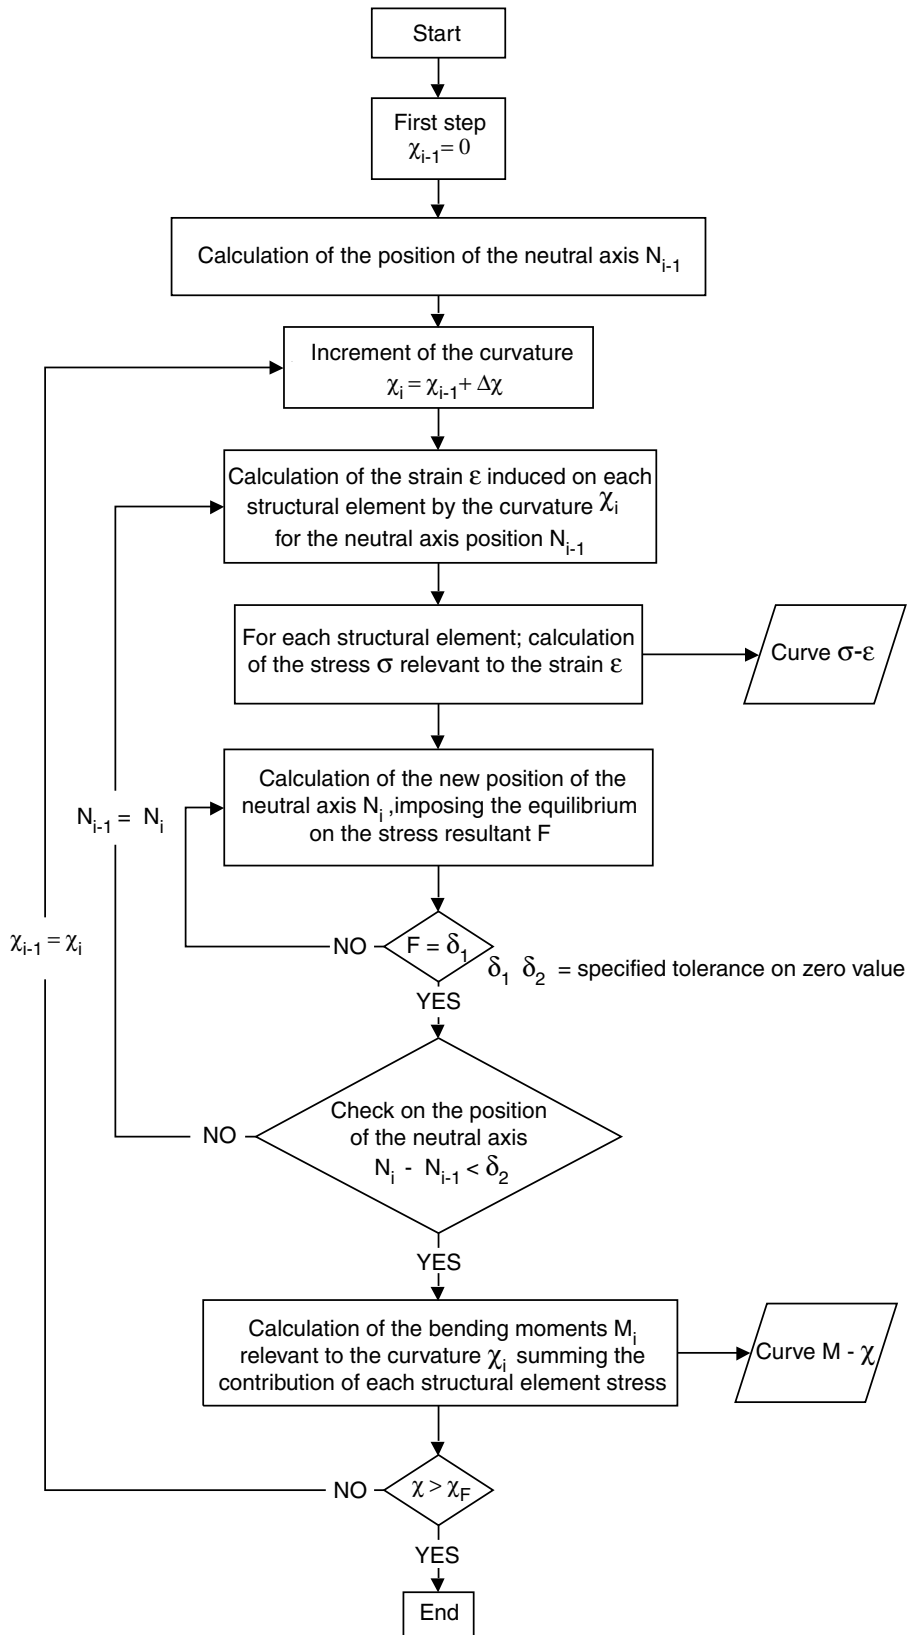 Start
First step
χi-1= 0
Calculation of the position of the neutral axis Ni-1
Increment of the curvature
χi = χi-1+ Δχ
Calculation of the strain ε induced on each
structural element by the curvature χi
for the neutral axis position Ni-1
For each structural element; calculation
of the stress σ relevant to the strain ε
Curve σ-ε
Calculation of the new position of the
neutral axis Ni ,imposing the equilibrium
on the stress resultant F
Ni-1 = Ni
χi-1 = χi
NO
F = δ1
δ1 δ2 = specified tolerance on zero value
YES
Check on the position
of the neutral axis
Ni - Ni-1 < δ2
NO
YES
Calculation of the bending moments Mi
relevant to the curvature χi summing the
contribution of each structural element stress
Curve M - χ
NO
χ > χF
YES
End